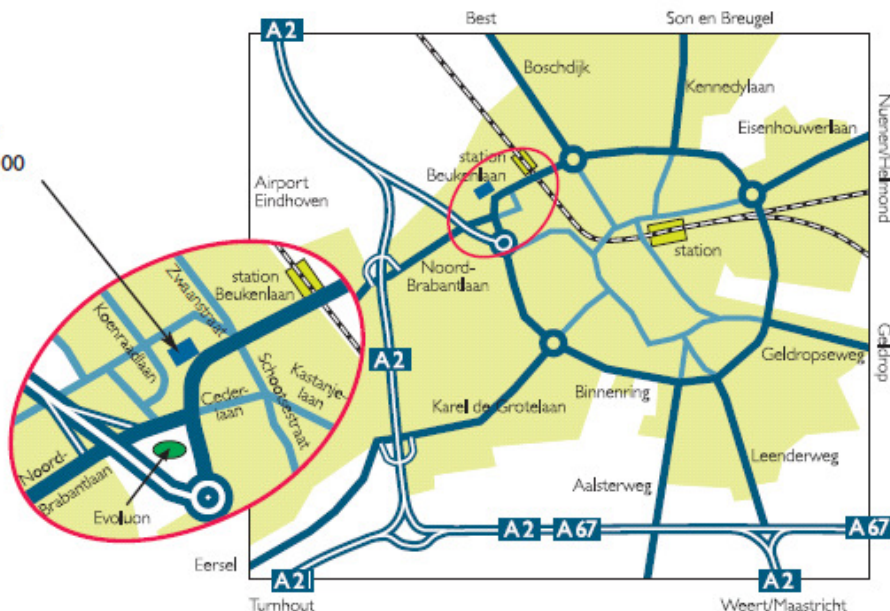 Best
Son en Breugel
A2
Boschdijk
Kennedylaan
Eisenhouwerlaan
Nuenen/Helmond
00
station
Beukenlaan
Airport
Eindhoven
station
Noord-
Brabantlaan
station
Beukenlaan
Zwaanstraat
Koenraadlaan
Kastanje-
laan
Schootsestraat
Ceder-
laan
A2
Geldrop
Geldropseweg
Binnenring
Karel de Grotelaan
Leenderweg
Aalsterweg
Noord-
Brabantlaan
Evoluon
A2
A67
A67
Eersel
A21
A2
Turnhout
Weert/Maastricht